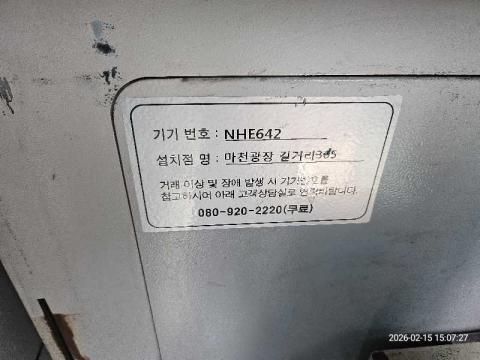 기기 번호 : NHE642
설치점 명 : 마천광장 길거리365
거래 이상 및 장애 발생 시 기기번호를
참고하시어 아래 고객상담실로 연락바랍니다.
080-920-2220(무료)
2026-02-15 15:07:27